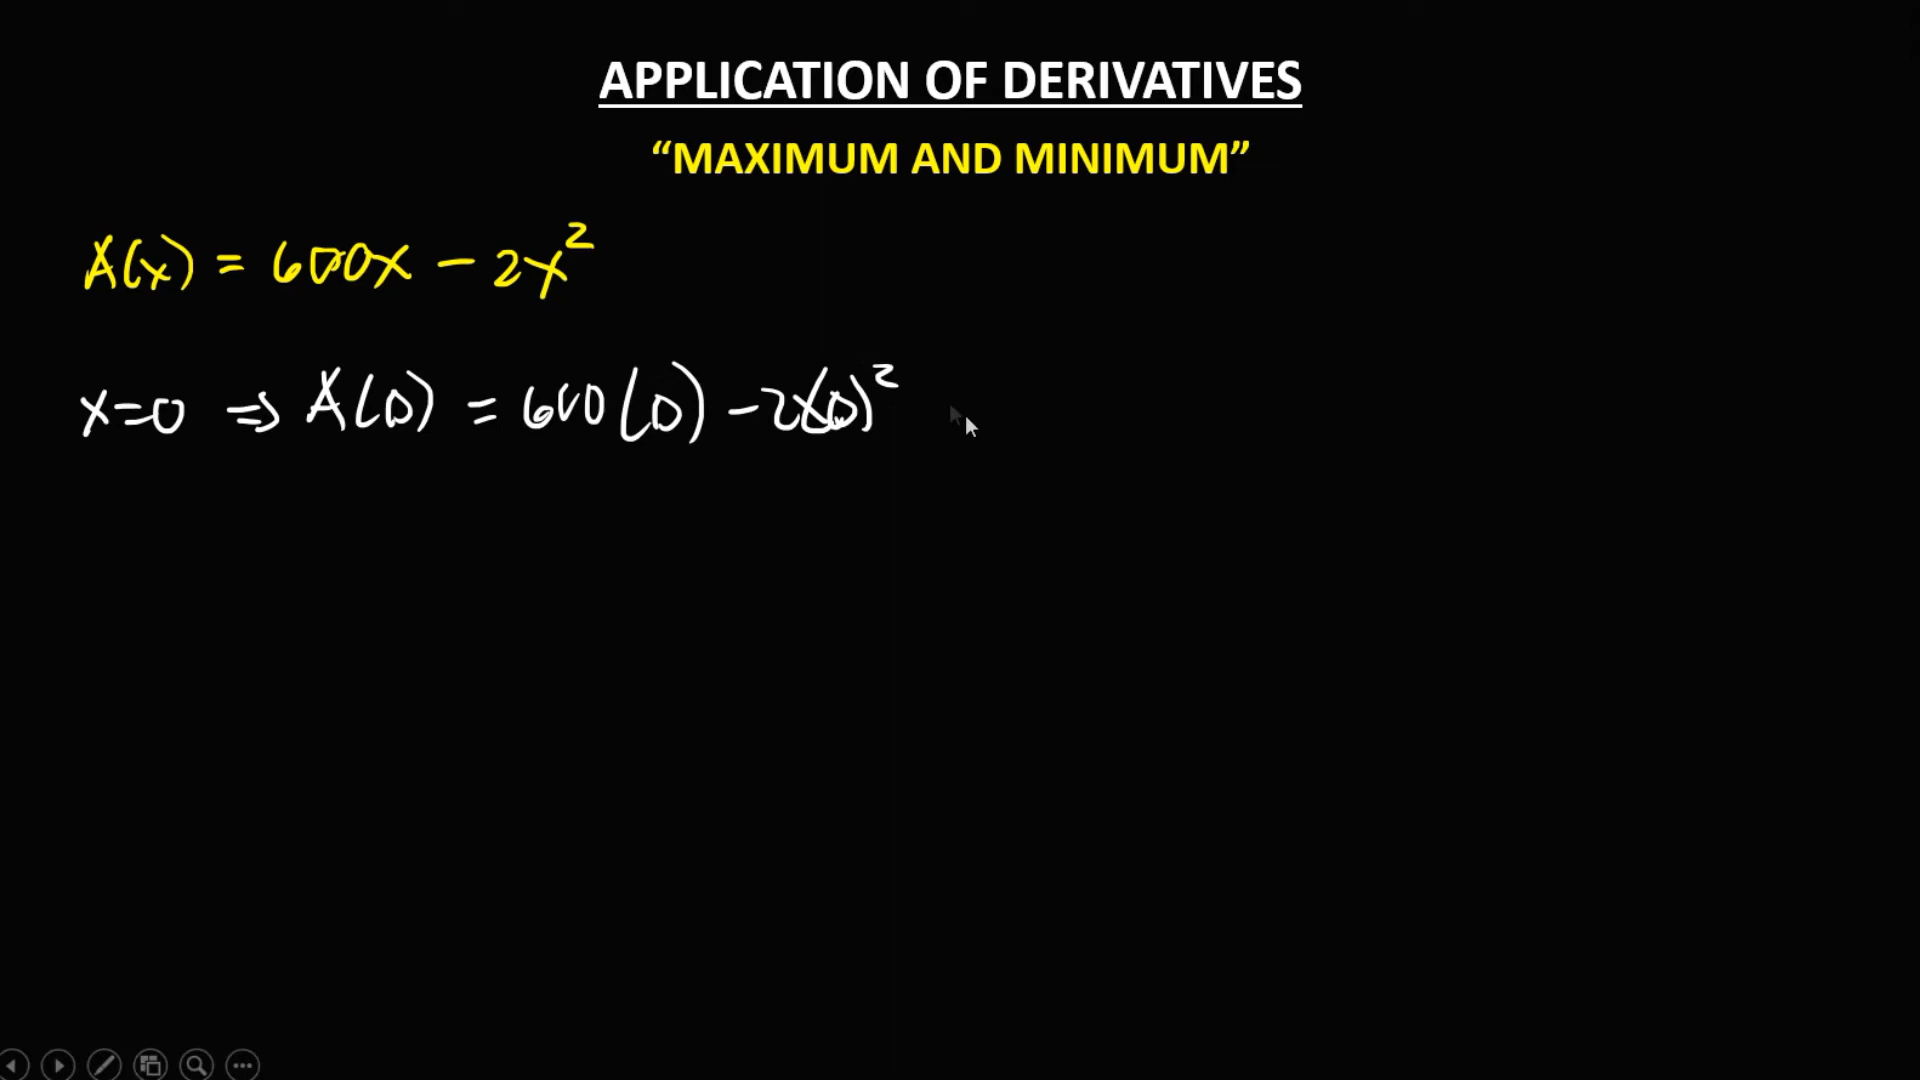 APPLICATION OF DERIVATIVES
“MAXIMUM AND MINIMUM”
A(x) = 600x - 2x²
x=0 ⇒ A(0) = 600(0) - 2(0)²